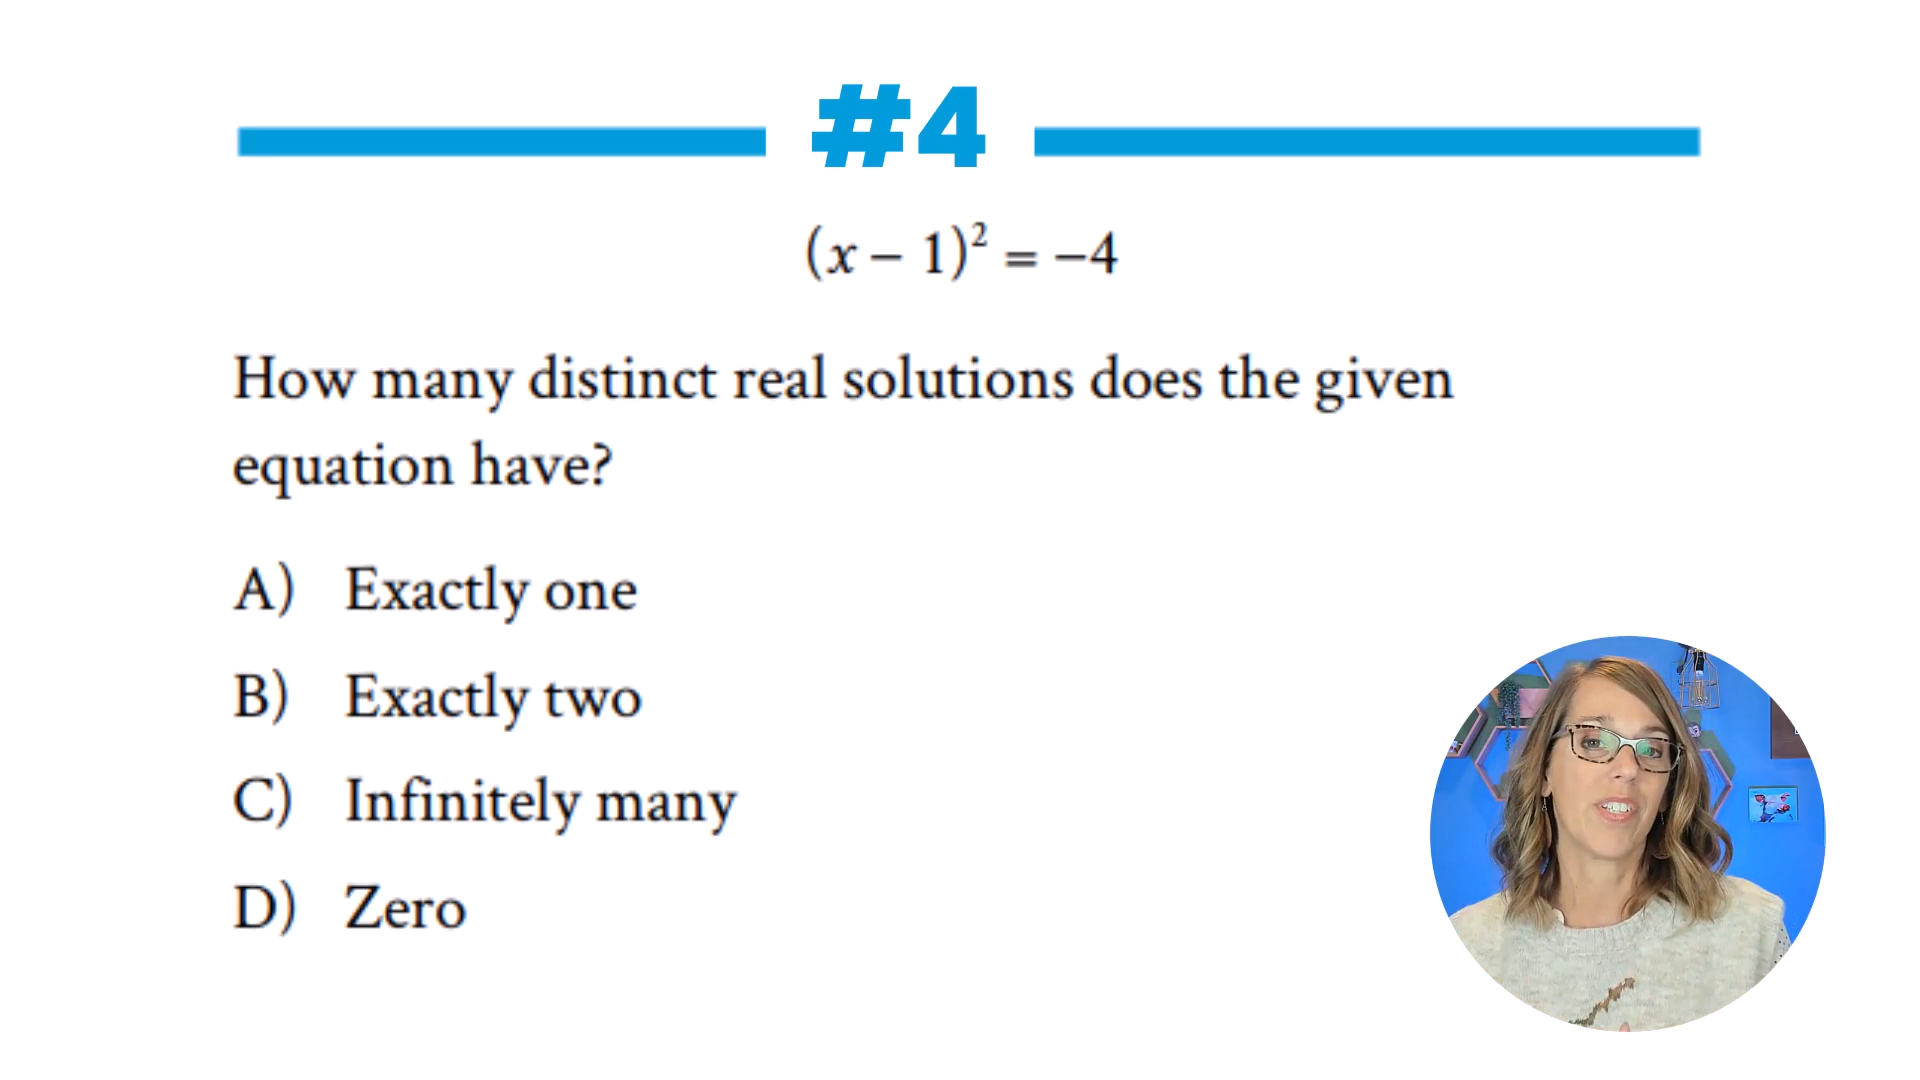 #4
(x – 1)² = –4
How many distinct real solutions does the given
equation have?
A) Exactly one
B) Exactly two
C) Infinitely many
D) Zero